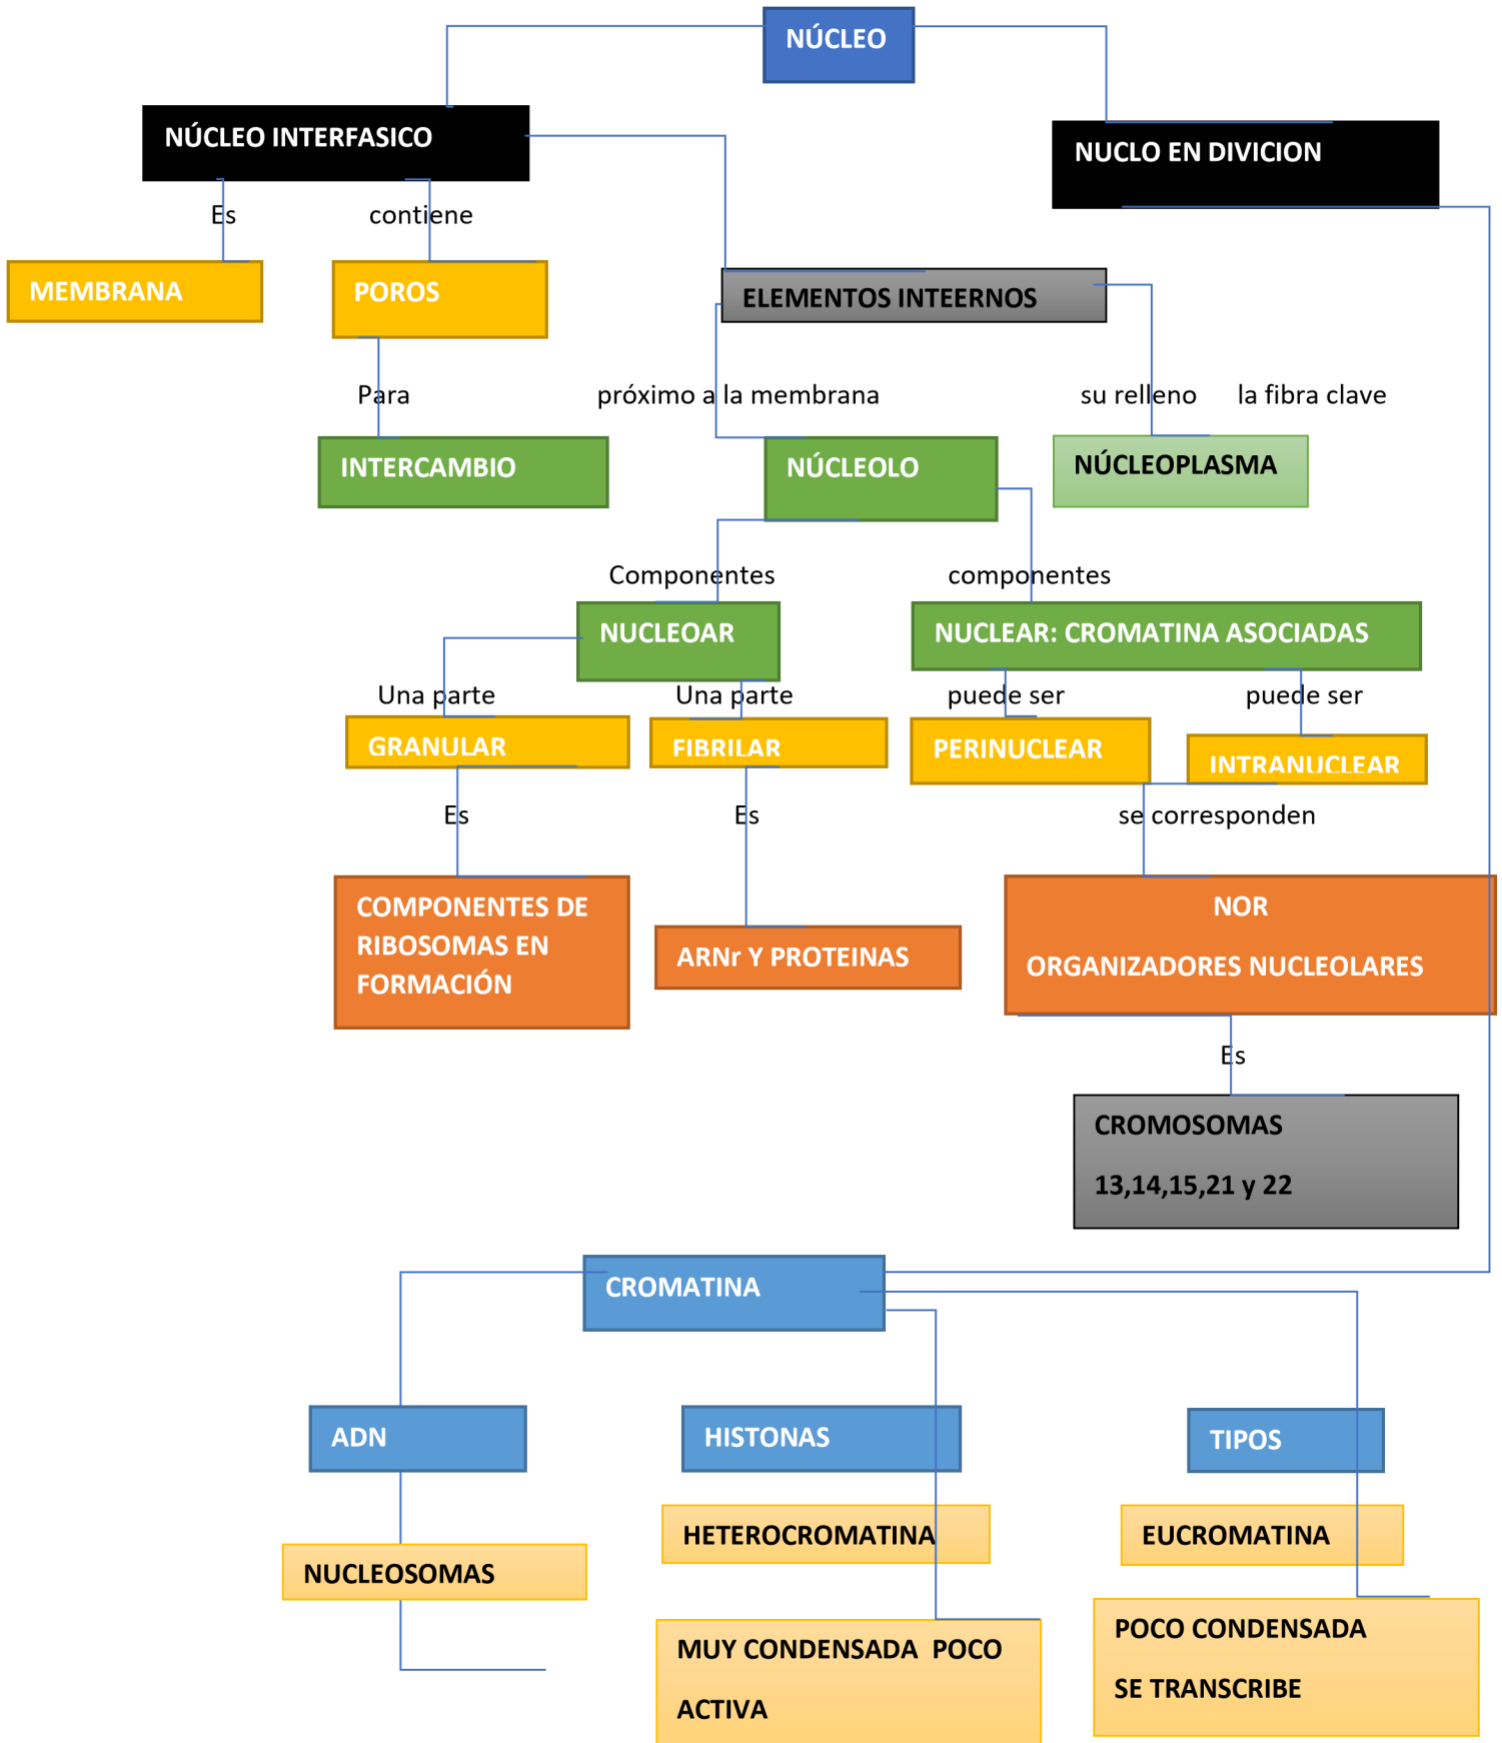 NÚCLEO
NÚCLEO INTERFASICO
NUCLO EN DIVICION
Es
contiene
MEMBRANA
POROS
ELEMENTOS INTEERNOS
Para
próximo a la membrana
su relleno
la fibra clave
INTERCAMBIO
NÚCLEOLO
NÚCLEOPLASMA
Componentes
componentes
NUCLEOAR
NUCLEAR: CROMATINA ASOCIADAS
Una parte
Una parte
puede ser
puede ser
GRANULAR
FIBRILAR
PERINUCLEAR
INTRANUCLEAR
Es
Es
se corresponden
COMPONENTES DE
RIBOSOMAS EN
FORMACIÓN
ARNr Y PROTEINAS
NOR
ORGANIZADORES NUCLEOLARES
Es
CROMOSOMAS
13,14,15,21 y 22
CROMATINA
ADN
HISTONAS
TIPOS
NUCLEOSOMAS
HETEROCROMATINA
EUCROMATINA
MUY CONDENSADA POCO
ACTIVA
POCO CONDENSADA
SE TRANSCRIBE